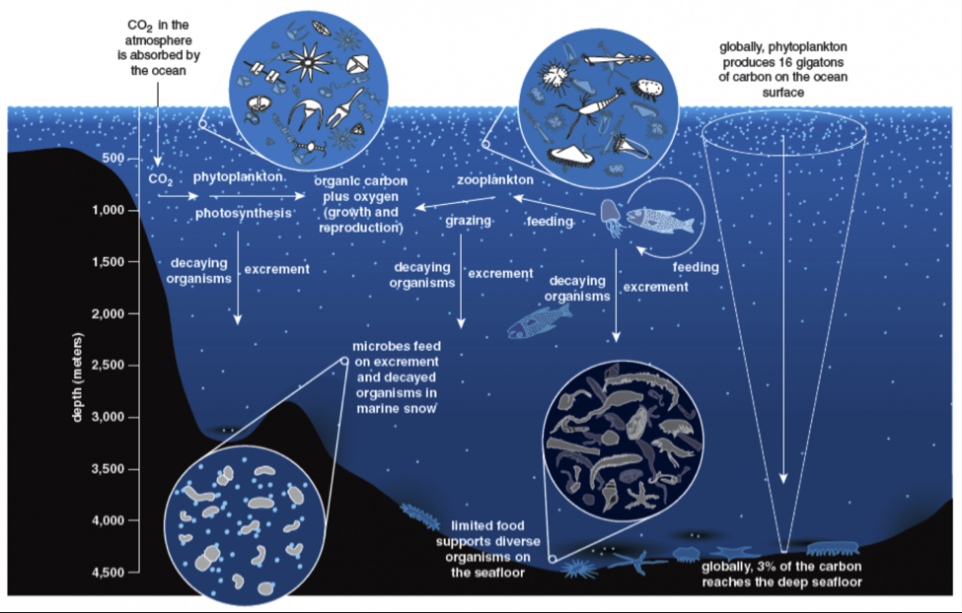 CO2 in the
atmosphere
is absorbed by
the ocean
globally, phytoplankton
produces 16 gigatons
of carbon on the ocean
surface
500
1,000
1,500
2,000
2,500
3,000
3,500
4,000
4,500
depth (meters)
CO2
phytoplankton
photosynthesis
organic carbon
plus oxygen
(growth and
reproduction)
zooplankton
grazing
feeding
feeding
decaying
organisms
excrement
decaying
organisms
excrement
decaying
organisms
excrement
microbes feed
on excrement
and decayed
organisms in
marine snow
limited food
supports diverse
organisms on
the seafloor
globally, 3% of the carbon
reaches the deep seafloor